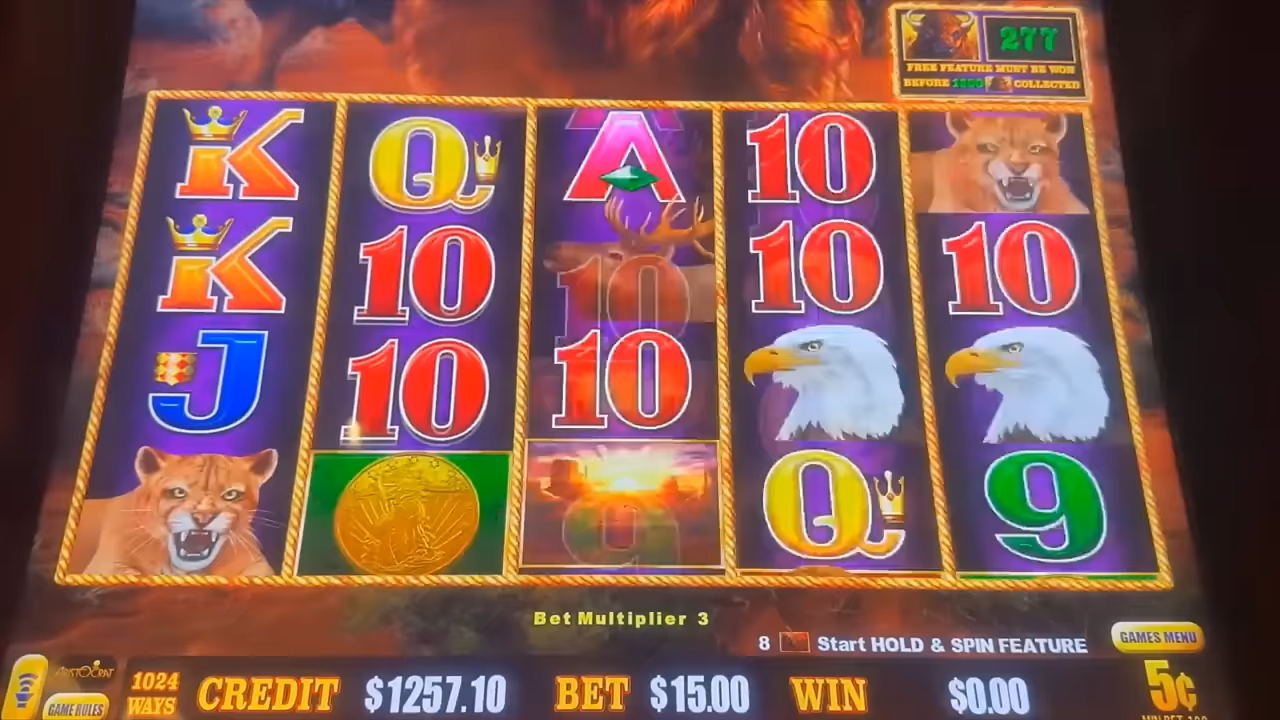 277
FREE FEATURE MUST BE WON
BEFORE COLLECTED
K Q A 10
K 10 10 10 10
J 10 10
Q 9
Bet Multiplier 3
8 Start HOLD & SPIN FEATURE
GAMES MENU
ARISTOCRAT
GAME RULES
1024 WAYS
CREDIT $1257.10 BET $15.00 WIN $0.00
5¢